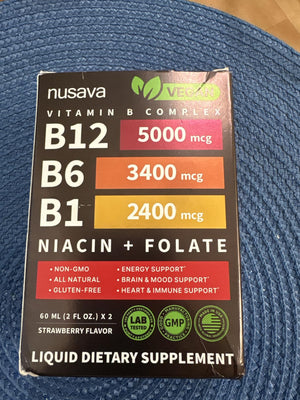 nusava
VEGAN
VITAMIN B COMPLEX
B12 5000 mcg
B6 3400 mcg
B1 2400 mcg
NIACIN + FOLATE
• NON-GMO
• ALL NATURAL
• GLUTEN-FREE
• ENERGY SUPPORT*
• BRAIN & MOOD SUPPORT*
• HEART & IMMUNE SUPPORT*
60 ML (2 FL OZ.) X 2
STRAWBERRY FLAVOR
LAB
TESTED
GMP
LIQUID DIETARY SUPPLEMENT